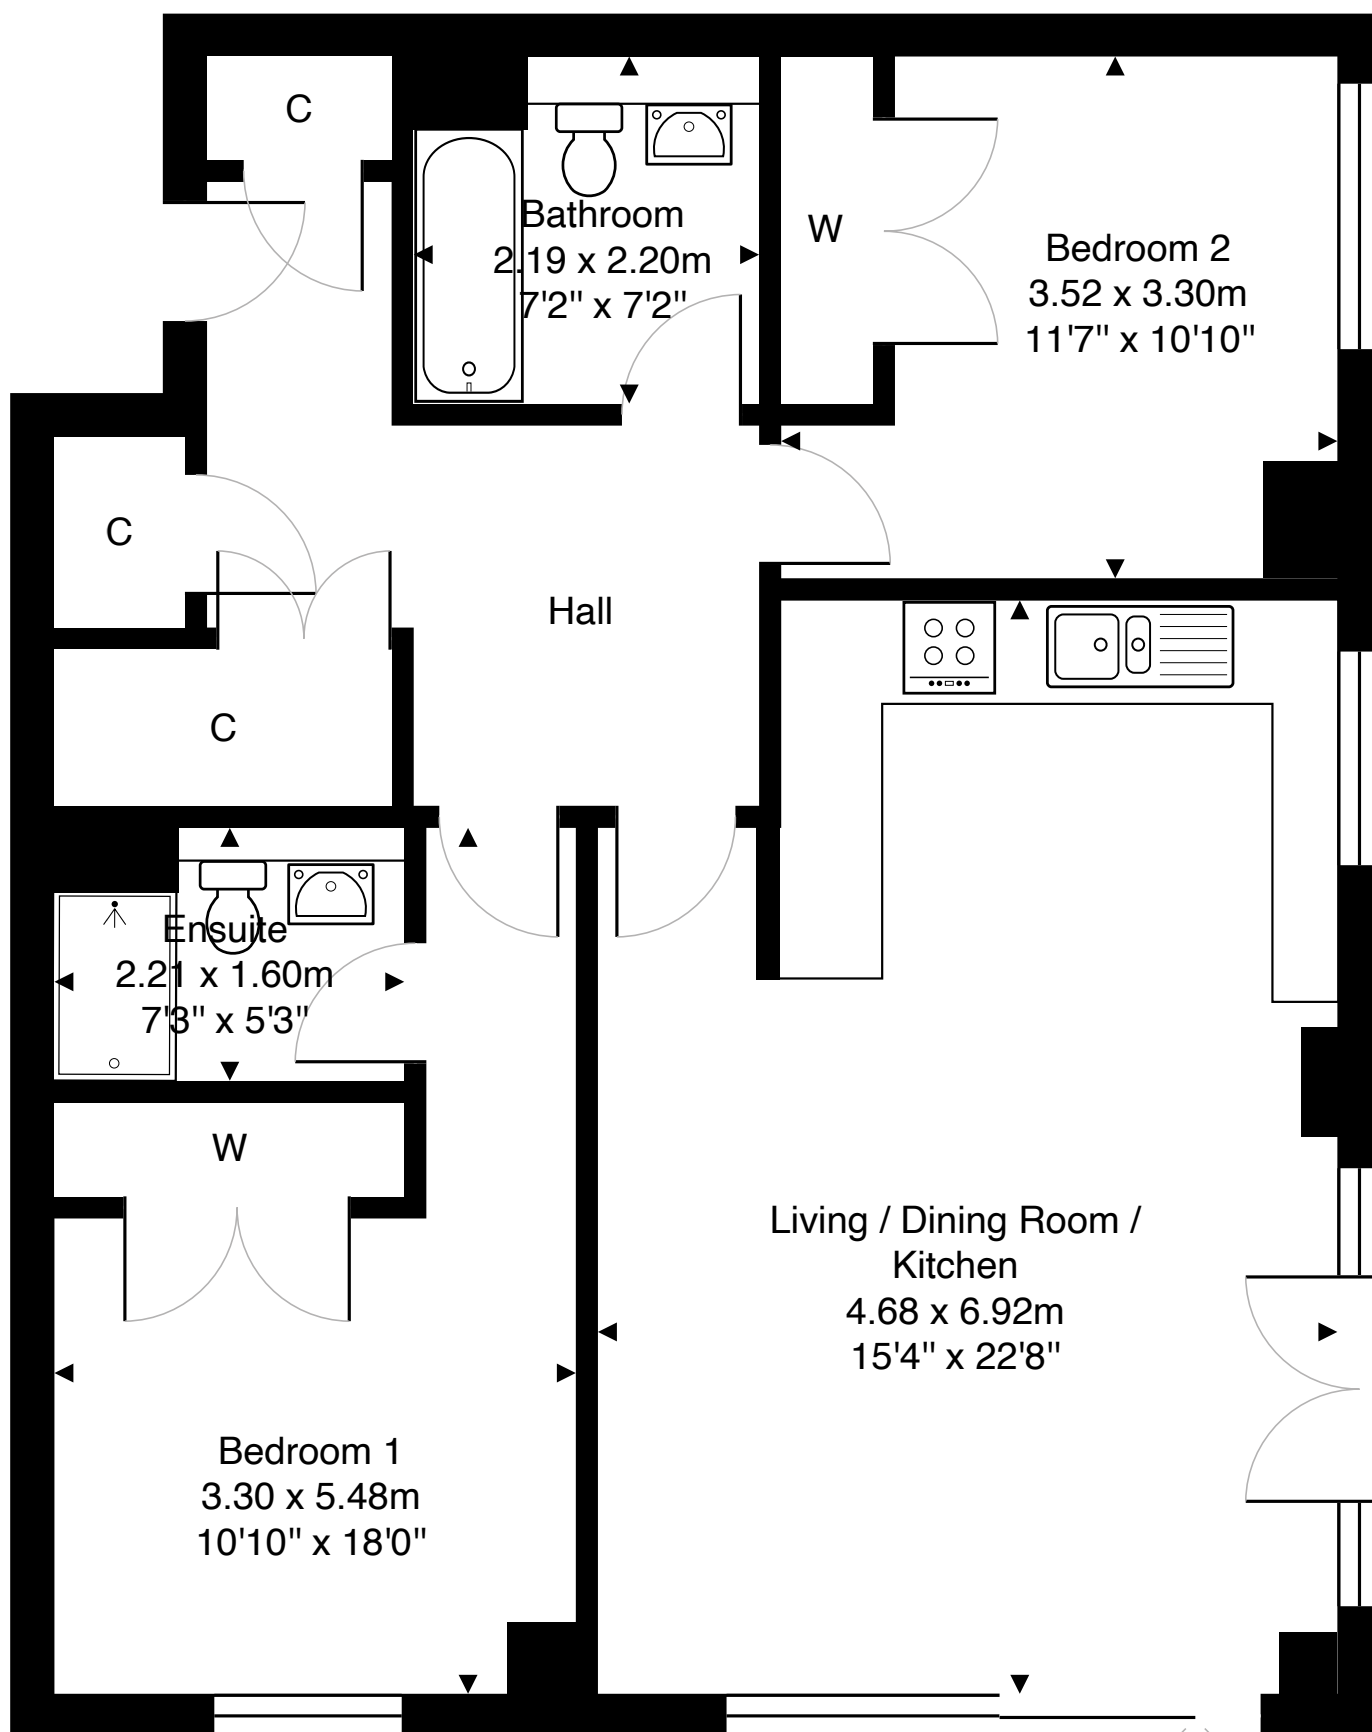 C
Bathroom
2.19 x 2.20m
7'2" x 7'2"
W
Bedroom 2
3.52 x 3.30m
11'7" x 10'10"
C
Hall
C
Ensuite
2.21 x 1.60m
7'3" x 5'3"
W
Living / Dining Room /
Kitchen
4.68 x 6.92m
15'4" x 22'8"
Bedroom 1
3.30 x 5.48m
10'10" x 18'0"